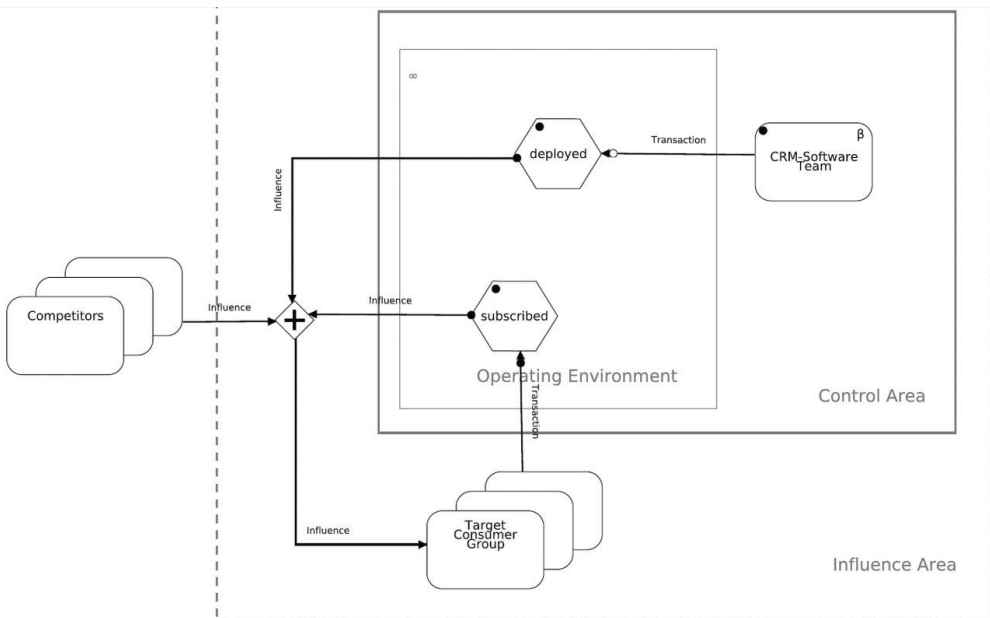 ∞
deployed
Transaction
β
CRM-Software
Team
Influence
Competitors
Influence
Influence
subscribed
Operating Environment
Control Area
Transaction
Influence
Target
Consumer
Group
Influence Area